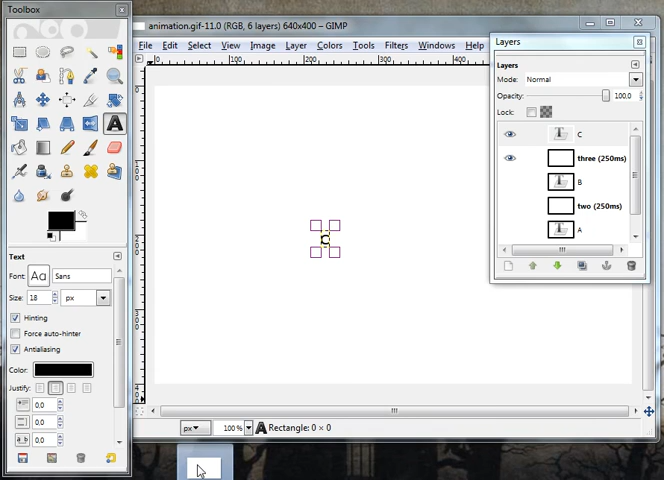 Toolbox
animation.gif-11.0 (RGB, 6 layers) 640x400 – GIMP
File Edit Select View Image Layer Colors Tools Filters Windows Help
0 100 200 300 400
C
px 100% Rectangle: 0 × 0
Text
Font: Aa Sans
Size: 18 px
Hinting
Force auto-hinter
Antialiasing
Color:
Justify:
0,0
0,0
0,0
Layers
Layers
Mode: Normal
Opacity: 100,0
Lock:
C
three (250ms)
B
two (250ms)
A